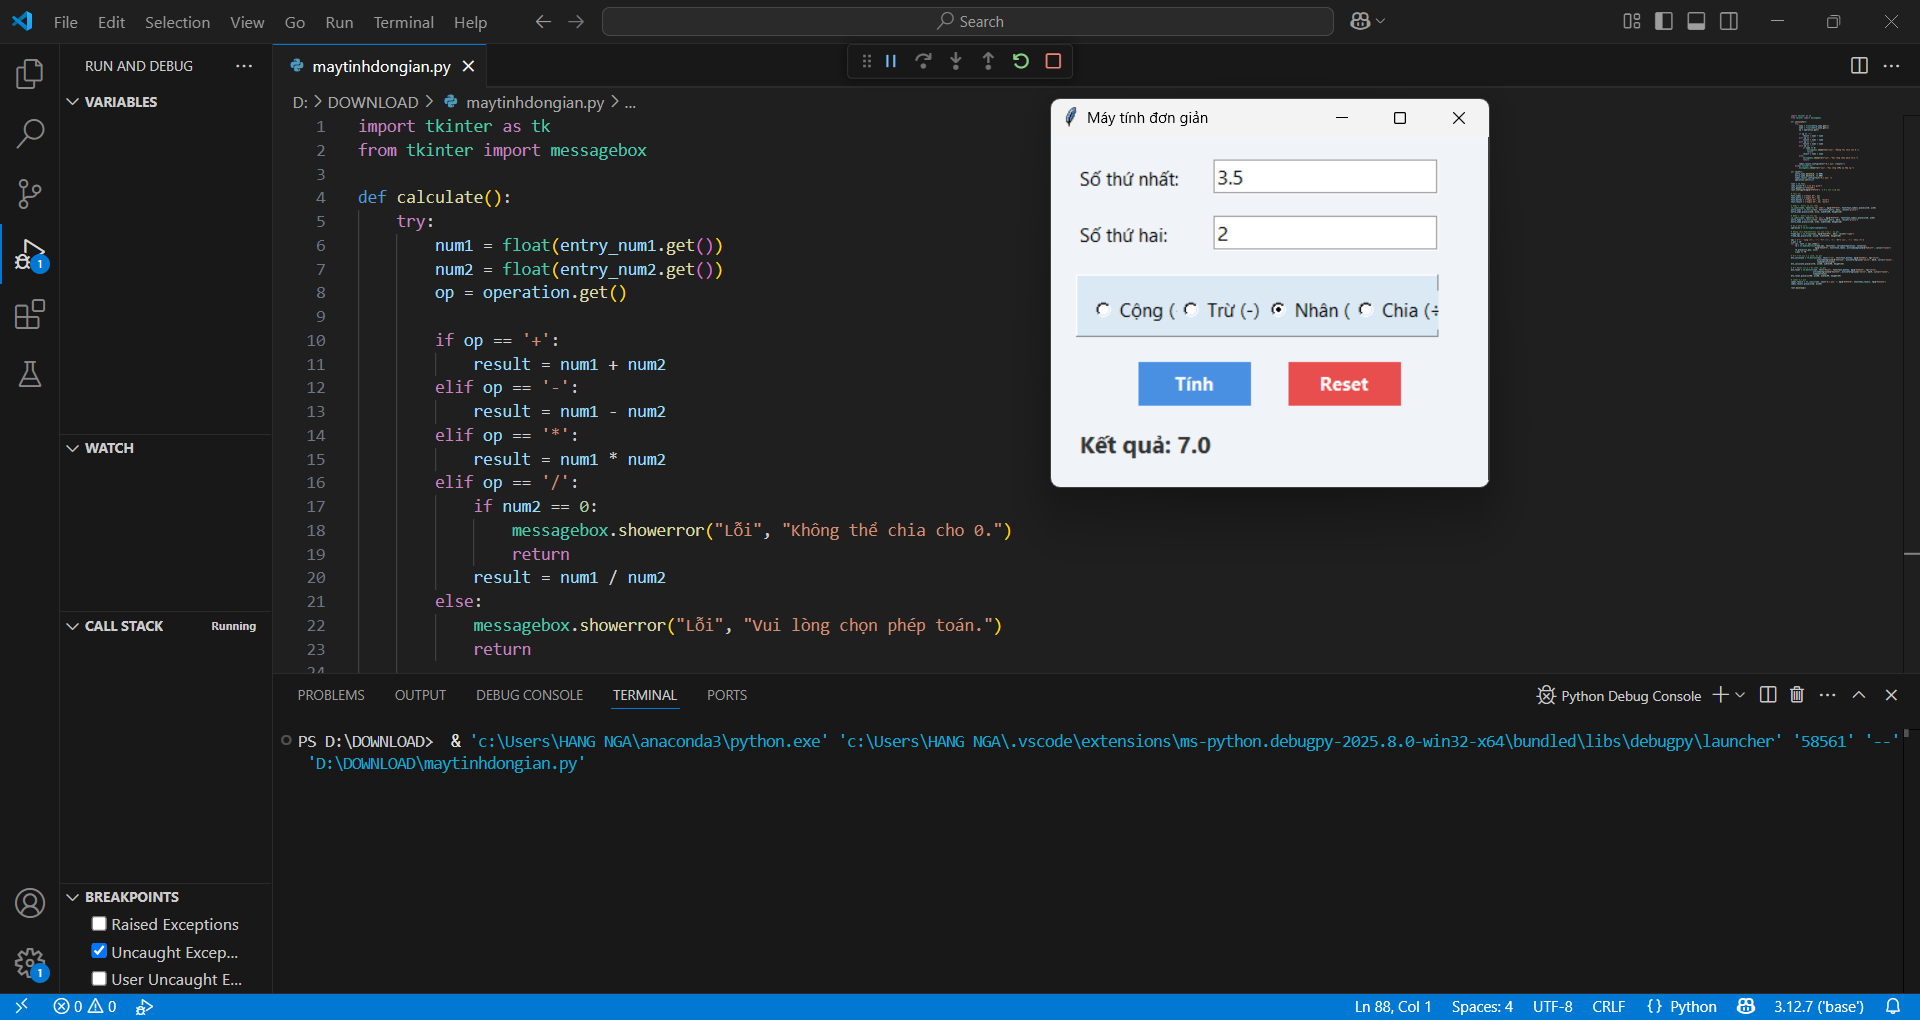 File Edit Selection View Go Run Terminal Help
Search
RUN AND DEBUG
VARIABLES
WATCH
CALL STACK Running
BREAKPOINTS
Raised Exceptions
Uncaught Excep...
User Uncaught E...
1
1
maytinhdongian.py
D: > DOWNLOAD > maytinhdongian.py > ...
1 import tkinter as tk
2 from tkinter import messagebox
3
4 def calculate():
5 try:
6 num1 = float(entry_num1.get())
7 num2 = float(entry_num2.get())
8 op = operation.get()
9
10 if op == '+':
11 result = num1 + num2
12 elif op == '-':
13 result = num1 - num2
14 elif op == '*':
15 result = num1 * num2
16 elif op == '/':
17 if num2 == 0:
18 messagebox.showerror("Lỗi", "Không thể chia cho 0.")
19 return
20 result = num1 / num2
21 else:
22 messagebox.showerror("Lỗi", "Vui lòng chọn phép toán.")
23 return
24
Máy tính đơn giản
Số thứ nhất: 3.5
Số thứ hai: 2
Cộng ( Trừ (-) Nhân ( Chia (÷
Tính Reset
Kết quả: 7.0
PROBLEMS OUTPUT DEBUG CONSOLE TERMINAL PORTS
Python Debug Console
PS D:\DOWNLOAD> & 'c:\Users\HANG NGA\anaconda3\python.exe' 'c:\Users\HANG NGA\.vscode\extensions\ms-python.debugpy-2025.8.0-win32-x64\bundled\libs\debugpy\launcher' '58561' '--'
'D:\DOWNLOAD\maytinhdongian.py'
0 0
Ln 88, Col 1 Spaces: 4 UTF-8 CRLF {} Python 3.12.7 ('base')